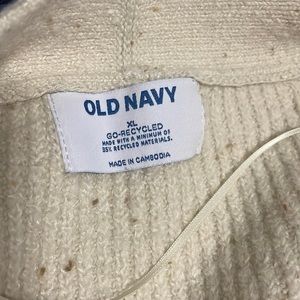 OLD NAVY
XL
GO-RECYCLED
MADE WITH A MINIMUM OF
35% RECYCLED MATERIALS.
MADE IN CAMBODIA